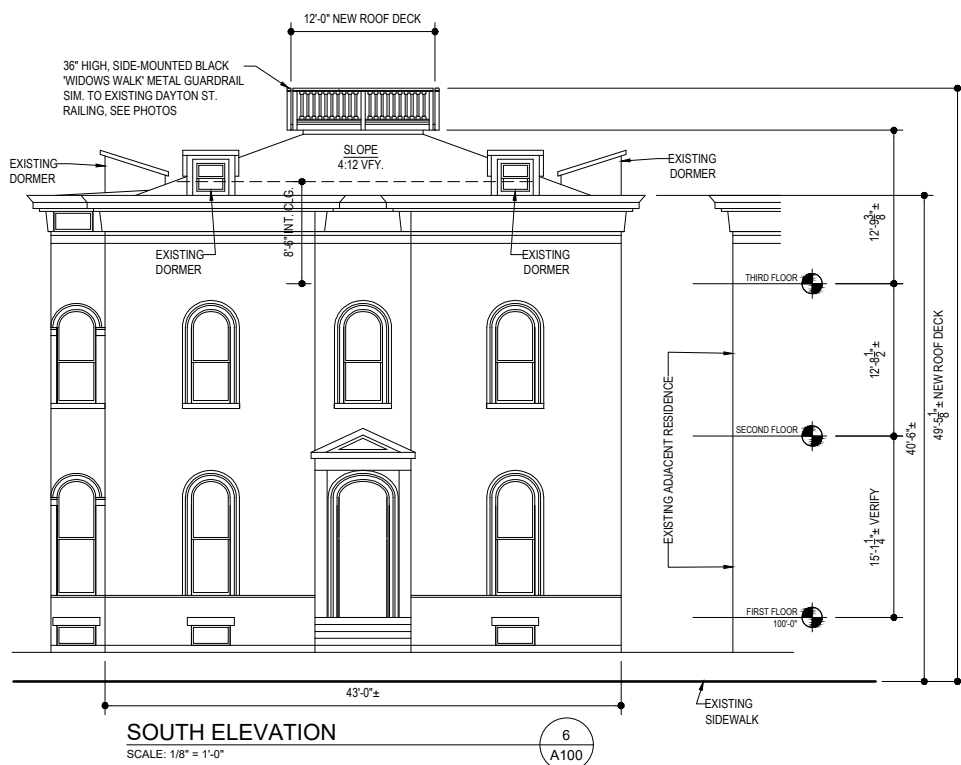 12'-0" NEW ROOF DECK
36" HIGH, SIDE-MOUNTED BLACK
'WIDOWS WALK' METAL GUARDRAIL
SIM. TO EXISTING DAYTON ST.
RAILING, SEE PHOTOS
SLOPE
4:12 VFY.
EXISTING
DORMER
EXISTING
DORMER
8'-6" INT. CLG.
EXISTING
DORMER
EXISTING
DORMER
12'-9 3/8"±
THIRD FLOOR
12'-8 1/2"±
EXISTING ADJACENT RESIDENCE
SECOND FLOOR
40'-6"±
49'-5 1/8"± NEW ROOF DECK
15'-1 1/4"± VERIFY
FIRST FLOOR
100'-0"
43'-0"±
EXISTING
SIDEWALK
SOUTH ELEVATION
SCALE: 1/8" = 1'-0"
6
A100